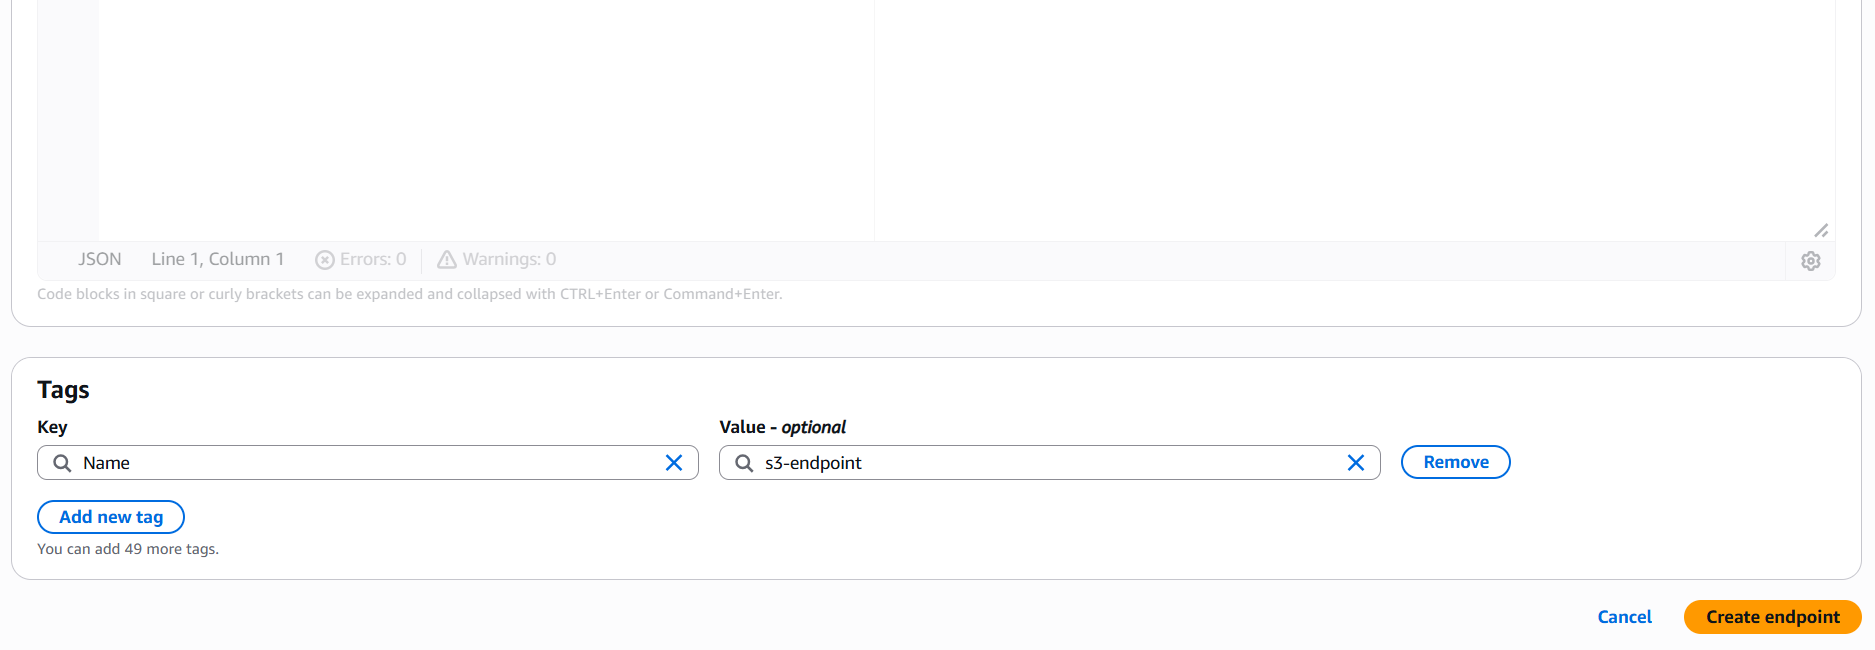 JSON Line 1, Column 1 Errors: 0 Warnings: 0
Code blocks in square or curly brackets can be expanded and collapsed with CTRL+Enter or Command+Enter.
Tags
Key Value - optional
Name s3-endpoint Remove
Add new tag
You can add 49 more tags.
Cancel Create endpoint